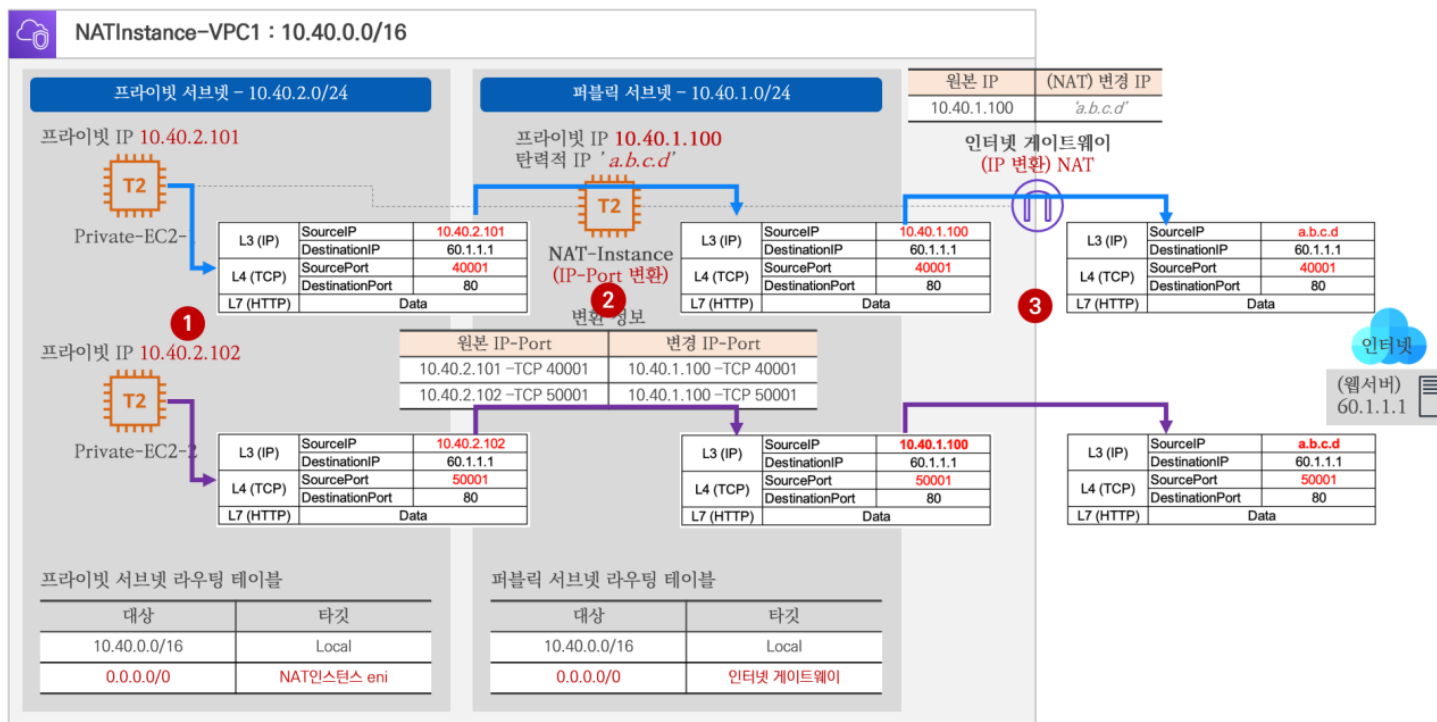 NATInstance-VPC1 : 10.40.0.0/16
프라이빗 서브넷 – 10.40.2.0/24
프라이빗 IP 10.40.2.101
T2
Private-EC2-
L3 (IP) SourceIP 10.40.2.101
DestinationIP 60.1.1.1
L4 (TCP) SourcePort 40001
DestinationPort 80
L7 (HTTP) Data
1
프라이빗 IP 10.40.2.102
T2
Private-EC2-2
L3 (IP) SourceIP 10.40.2.102
DestinationIP 60.1.1.1
L4 (TCP) SourcePort 50001
DestinationPort 80
L7 (HTTP) Data
프라이빗 서브넷 라우팅 테이블
대상 타깃
10.40.0.0/16 Local
0.0.0.0/0 NAT인스턴스 eni
퍼블릭 서브넷 – 10.40.1.0/24
프라이빗 IP 10.40.1.100
탄력적 IP 'a.b.c.d'
T2
NAT-Instance
(IP-Port 변환)
2
변환 정보
원본 IP-Port 변경 IP-Port
10.40.2.101 –TCP 40001 10.40.1.100 –TCP 40001
10.40.2.102 –TCP 50001 10.40.1.100 –TCP 50001
L3 (IP) SourceIP 10.40.1.100
DestinationIP 60.1.1.1
L4 (TCP) SourcePort 40001
DestinationPort 80
L7 (HTTP) Data
L3 (IP) SourceIP 10.40.1.100
DestinationIP 60.1.1.1
L4 (TCP) SourcePort 50001
DestinationPort 80
L7 (HTTP) Data
퍼블릭 서브넷 라우팅 테이블
대상 타깃
10.40.0.0/16 Local
0.0.0.0/0 인터넷 게이트웨이
원본 IP (NAT) 변경 IP
10.40.1.100 'a.b.c.d'
인터넷 게이트웨이
(IP 변환) NAT
L3 (IP) SourceIP a.b.c.d
DestinationIP 60.1.1.1
L4 (TCP) SourcePort 40001
DestinationPort 80
L7 (HTTP) Data
3
인터넷
(웹서버)
60.1.1.1
L3 (IP) SourceIP a.b.c.d
DestinationIP 60.1.1.1
L4 (TCP) SourcePort 50001
DestinationPort 80
L7 (HTTP) Data